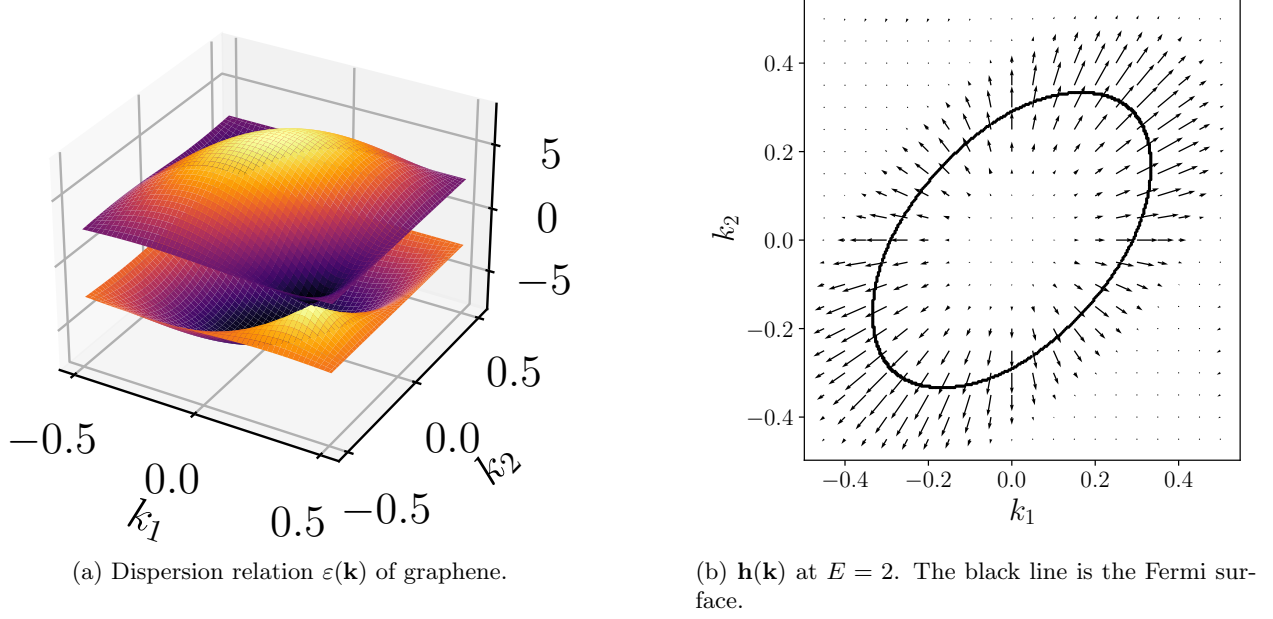 5
0
−5
0.5
0.0
−0.5
k₂
−0.5
0.0
0.5
k₁
(a) Dispersion relation ε(k) of graphene.
0.4
0.2
0.0
−0.2
−0.4
k₂
−0.4
−0.2
0.0
0.2
0.4
k₁
(b) h(k) at E = 2. The black line is the Fermi sur-
face.